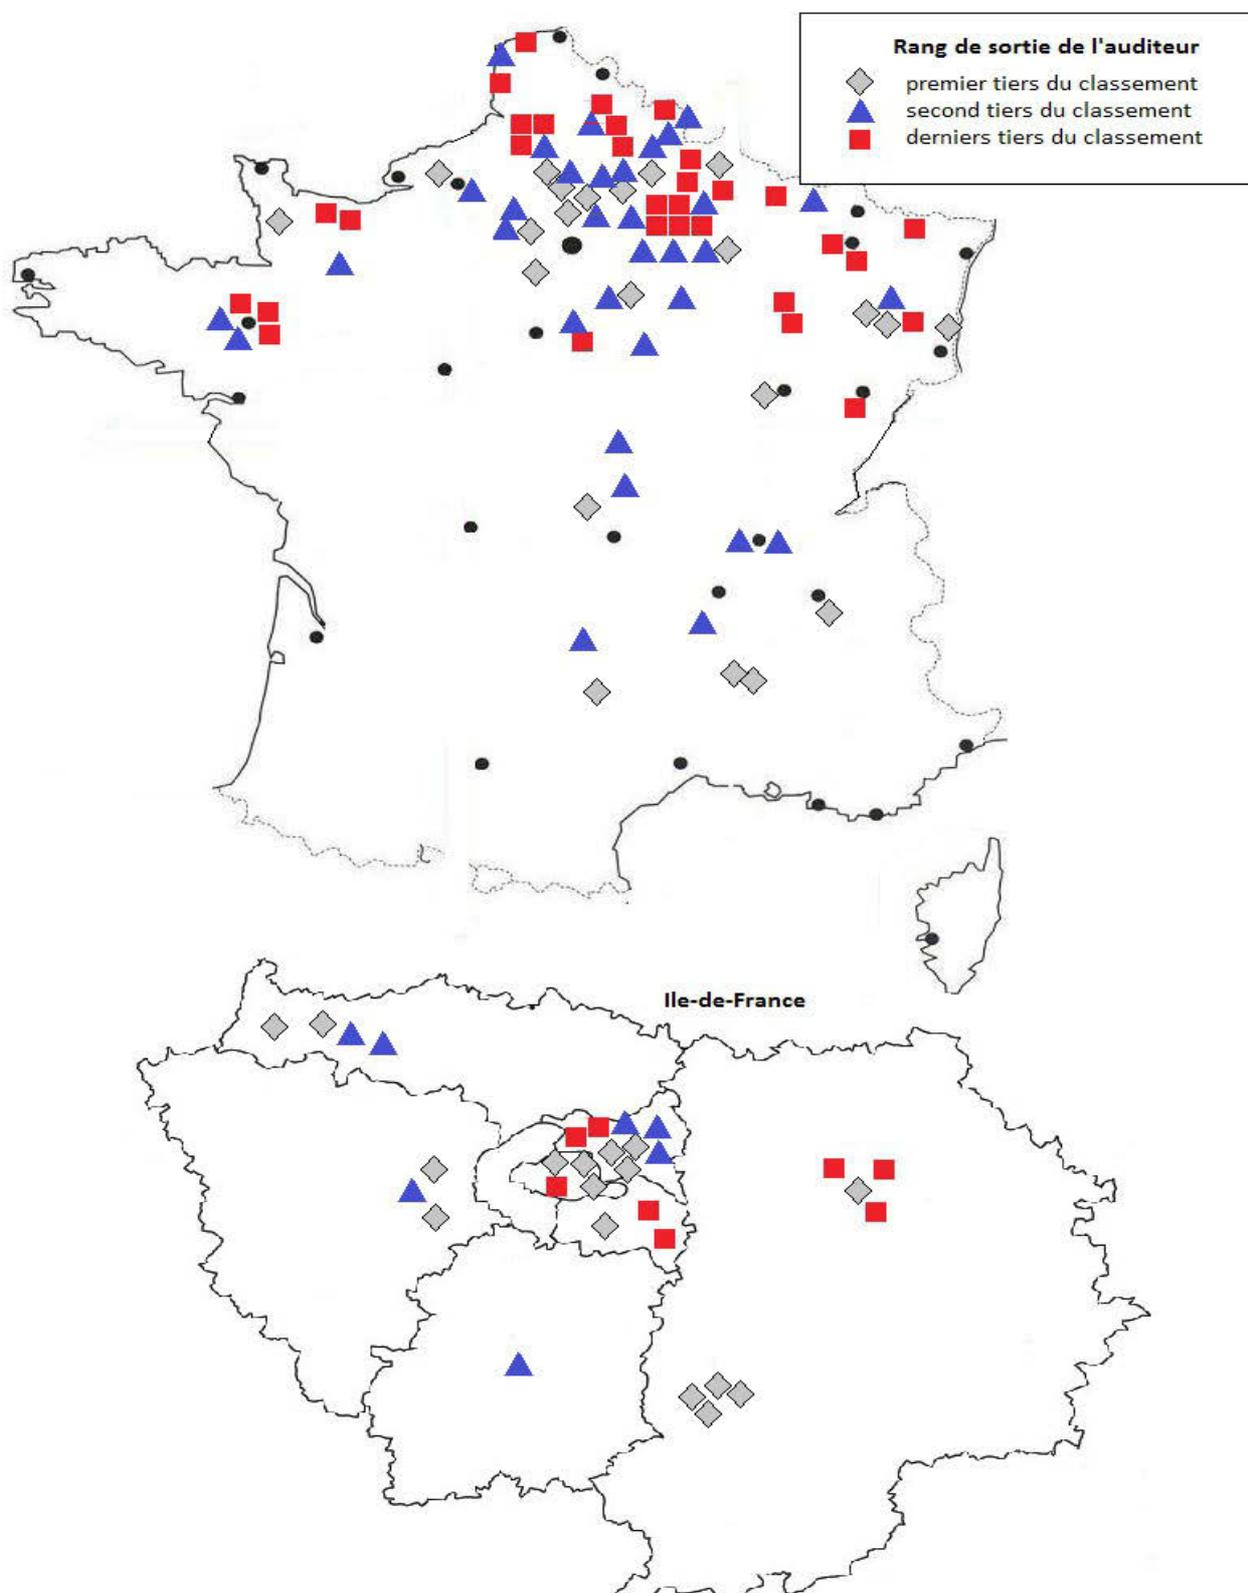 Rang de sortie de l'auditeur
premier tiers du classement
second tiers du classement
derniers tiers du classement
Ile-de-France